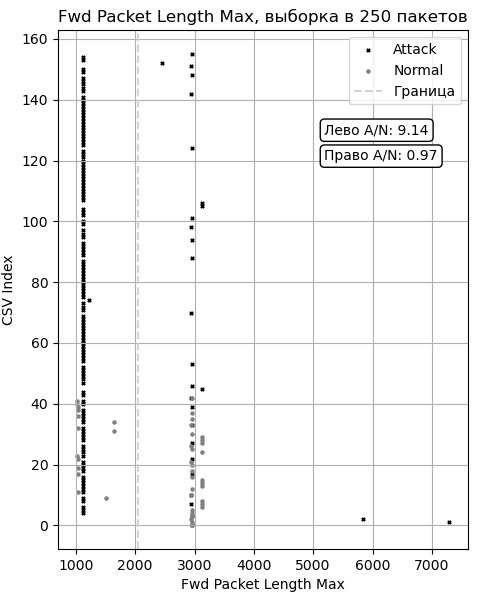 Fwd Packet Length Max, выборка в 250 пакетов
160
140
120
100
80
60
40
20
0
CSV Index
Attack
Normal
Граница
Лево A/N: 9.14
Право A/N: 0.97
1000 2000 3000 4000 5000 6000 7000
Fwd Packet Length Max